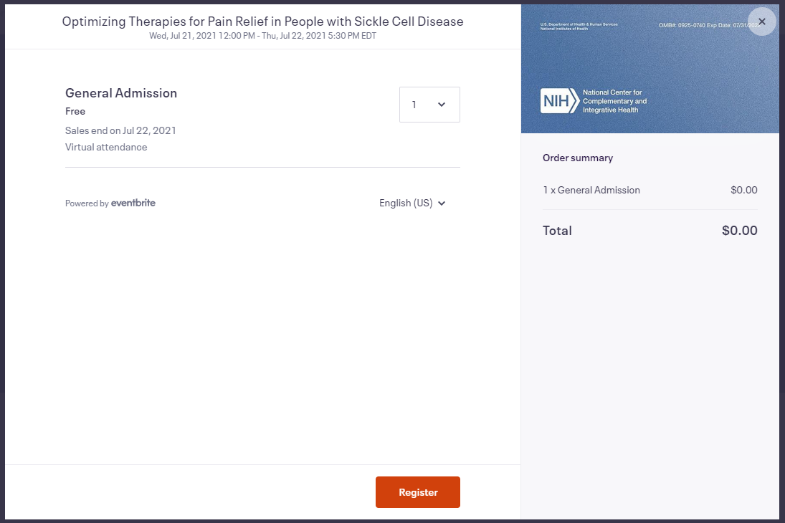 Optimizing Therapies for Pain Relief in People with Sickle Cell Disease
Wed, Jul 21, 2021 12:00 PM - Thu, Jul 22, 2021 5:30 PM EDT
General Admission
Free
Sales end on Jul 22, 2021
Virtual attendance
1
Powered by eventbrite
English (US)
Register
U.S. Department of Health & Human Services
National Institutes of Health
Exp Date:
NIH
National Center for
Complementary and
Integrative Health
Order summary
1 x General Admission $0.00
Total $0.00